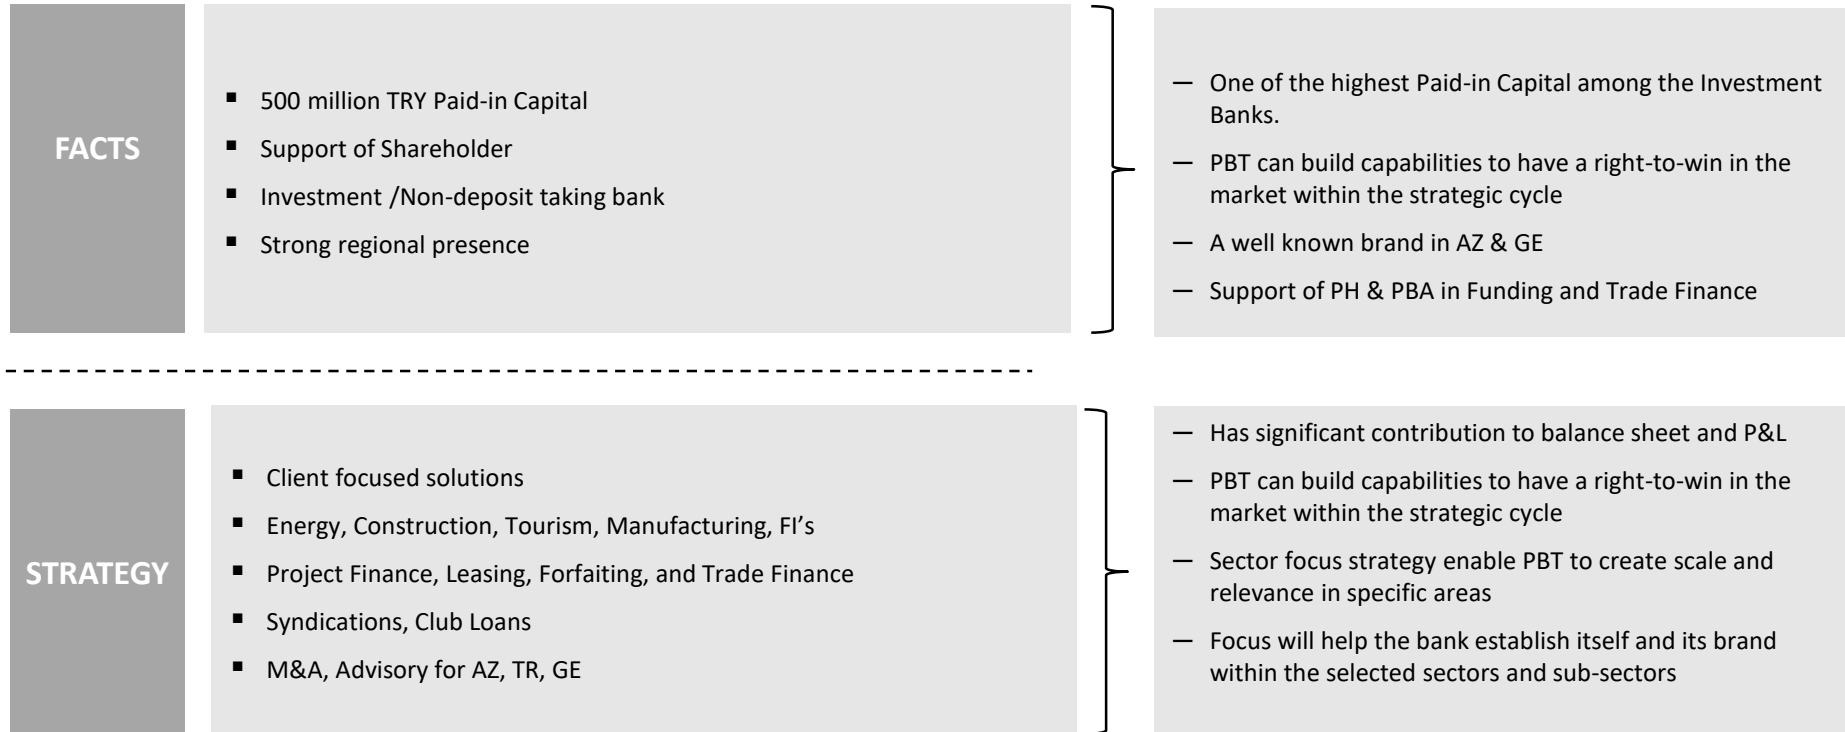 FACTS
▪ 500 million TRY Paid-in Capital
▪ Support of Shareholder
▪ Investment /Non-deposit taking bank
▪ Strong regional presence
— One of the highest Paid-in Capital among the Investment
Banks.
— PBT can build capabilities to have a right-to-win in the
market within the strategic cycle
— A well known brand in AZ & GE
— Support of PH & PBA in Funding and Trade Finance
STRATEGY
▪ Client focused solutions
▪ Energy, Construction, Tourism, Manufacturing, FI’s
▪ Project Finance, Leasing, Forfaiting, and Trade Finance
▪ Syndications, Club Loans
▪ M&A, Advisory for AZ, TR, GE
— Has significant contribution to balance sheet and P&L
— PBT can build capabilities to have a right-to-win in the
market within the strategic cycle
— Sector focus strategy enable PBT to create scale and
relevance in specific areas
— Focus will help the bank establish itself and its brand
within the selected sectors and sub-sectors